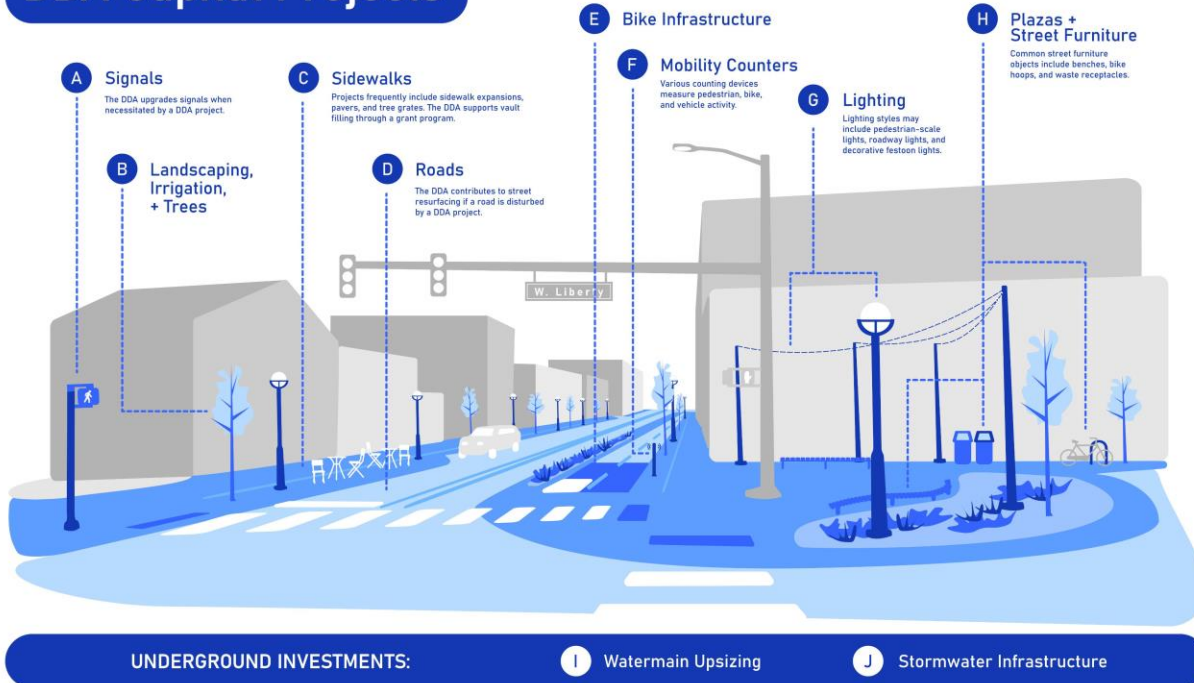 DDA Capital Projects
A Signals
The DDA upgrades signals when
necessitated by a DDA project.
B Landscaping,
Irrigation,
+ Trees
C Sidewalks
Projects frequently include sidewalk expansions,
pavers, and tree grates. The DDA supports vault
filling through a grant program.
D Roads
The DDA contributes to street
resurfacing if a road is disturbed
by a DDA project.
E Bike Infrastructure
F Mobility Counters
Various counting devices
measure pedestrian, bike,
and vehicle activity.
G Lighting
Lighting styles may
include pedestrian-scale
lights, roadway lights, and
decorative festoon lights.
H Plazas +
Street Furniture
Common street furniture
objects include benches, bike
hoops, and waste receptacles.
W. Liberty
UNDERGROUND INVESTMENTS:
I Watermain Upsizing
J Stormwater Infrastructure